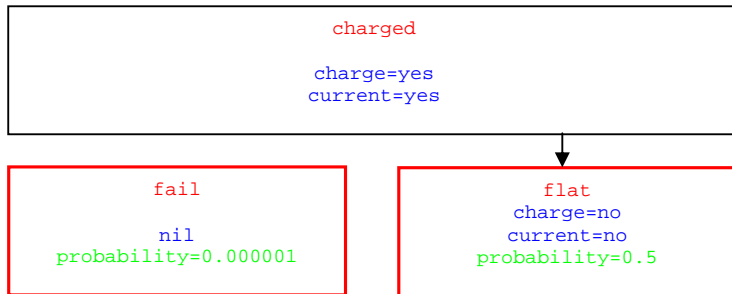 charged
charge=yes
current=yes
fail
nil
probability=0.000001
flat
charge=no
current=no
probability=0.5